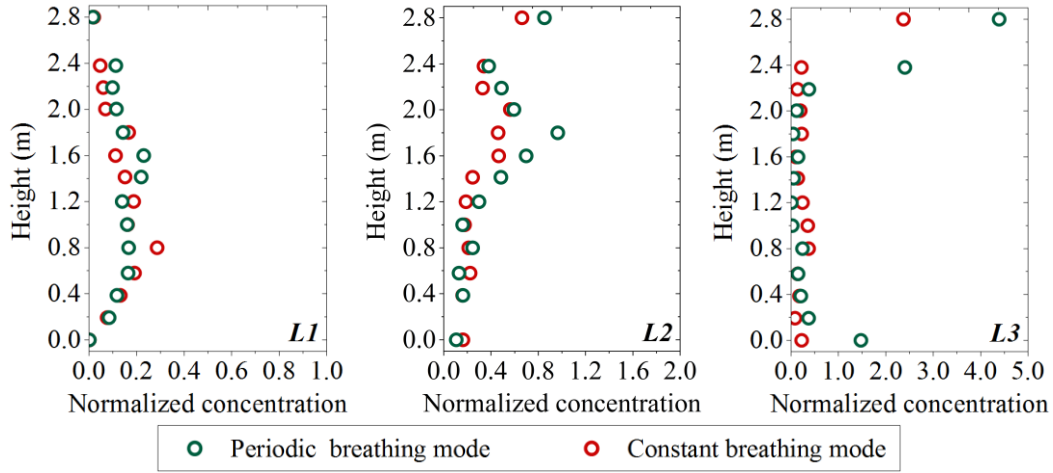 2.8
2.4
2.0
1.6
1.2
0.8
0.4
0.0
Height (m)
L1
0.0 0.2 0.4 0.6 0.8 1.0
Normalized concentration
2.8
2.4
2.0
1.6
1.2
0.8
0.4
0.0
Height (m)
L2
0.0 0.4 0.8 1.2 1.6 2.0
Normalized concentration
2.8
2.4
2.0
1.6
1.2
0.8
0.4
0.0
Height (m)
L3
0.0 1.0 2.0 3.0 4.0 5.0
Normalized concentration
Periodic breathing mode Constant breathing mode